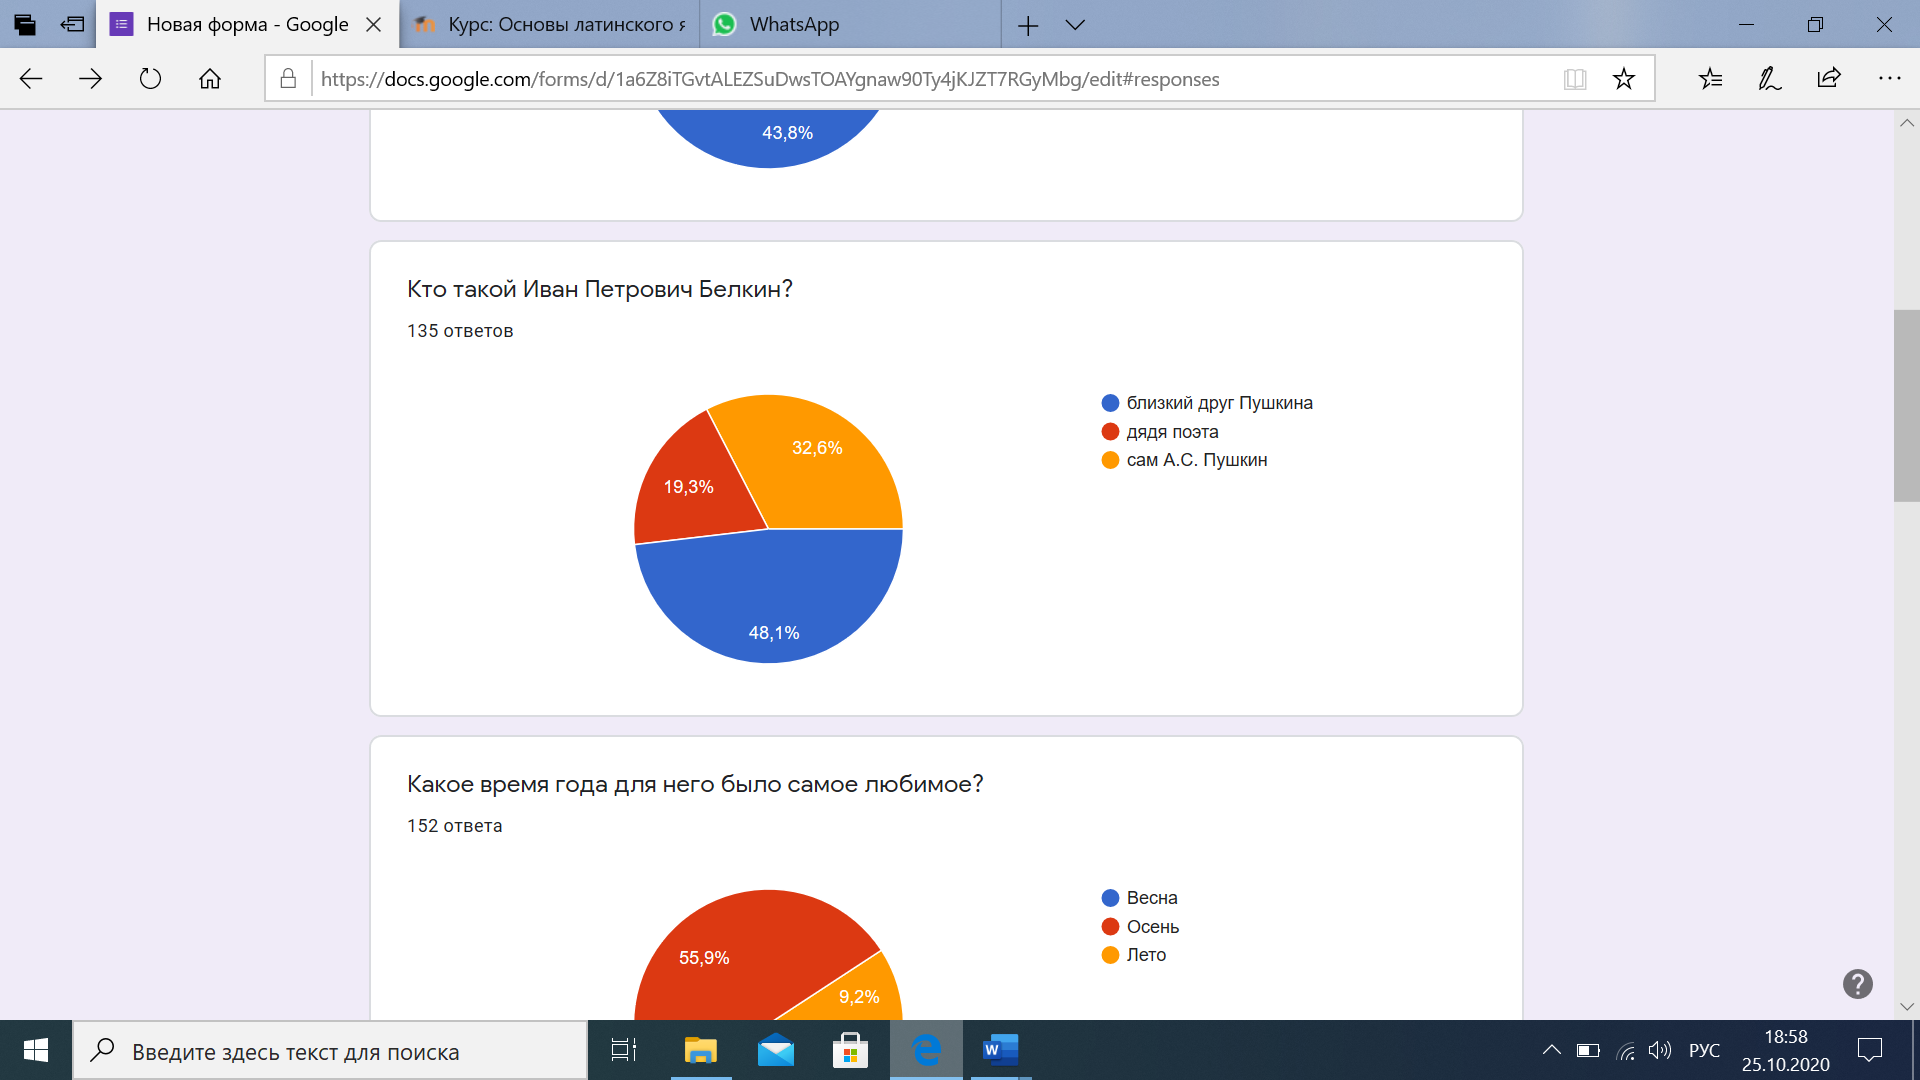 Новая форма - Google
Курс: Основы латинского я
WhatsApp
https://docs.google.com/forms/d/1a6Z8iTGvtALEZSuDwsTOAYgnaw90Ty4jKJZT7RGyMbg/edit#responses
43,8%
Кто такой Иван Петрович Белкин?
135 ответов
близкий друг Пушкина
дядя поэта
сам А.С. Пушкин
32,6%
19,3%
48,1%
Какое время года для него было самое любимое?
152 ответа
Весна
Осень
Лето
55,9%
9,2%
?
Введите здесь текст для поиска
W
РУС
18:58
25.10.2020